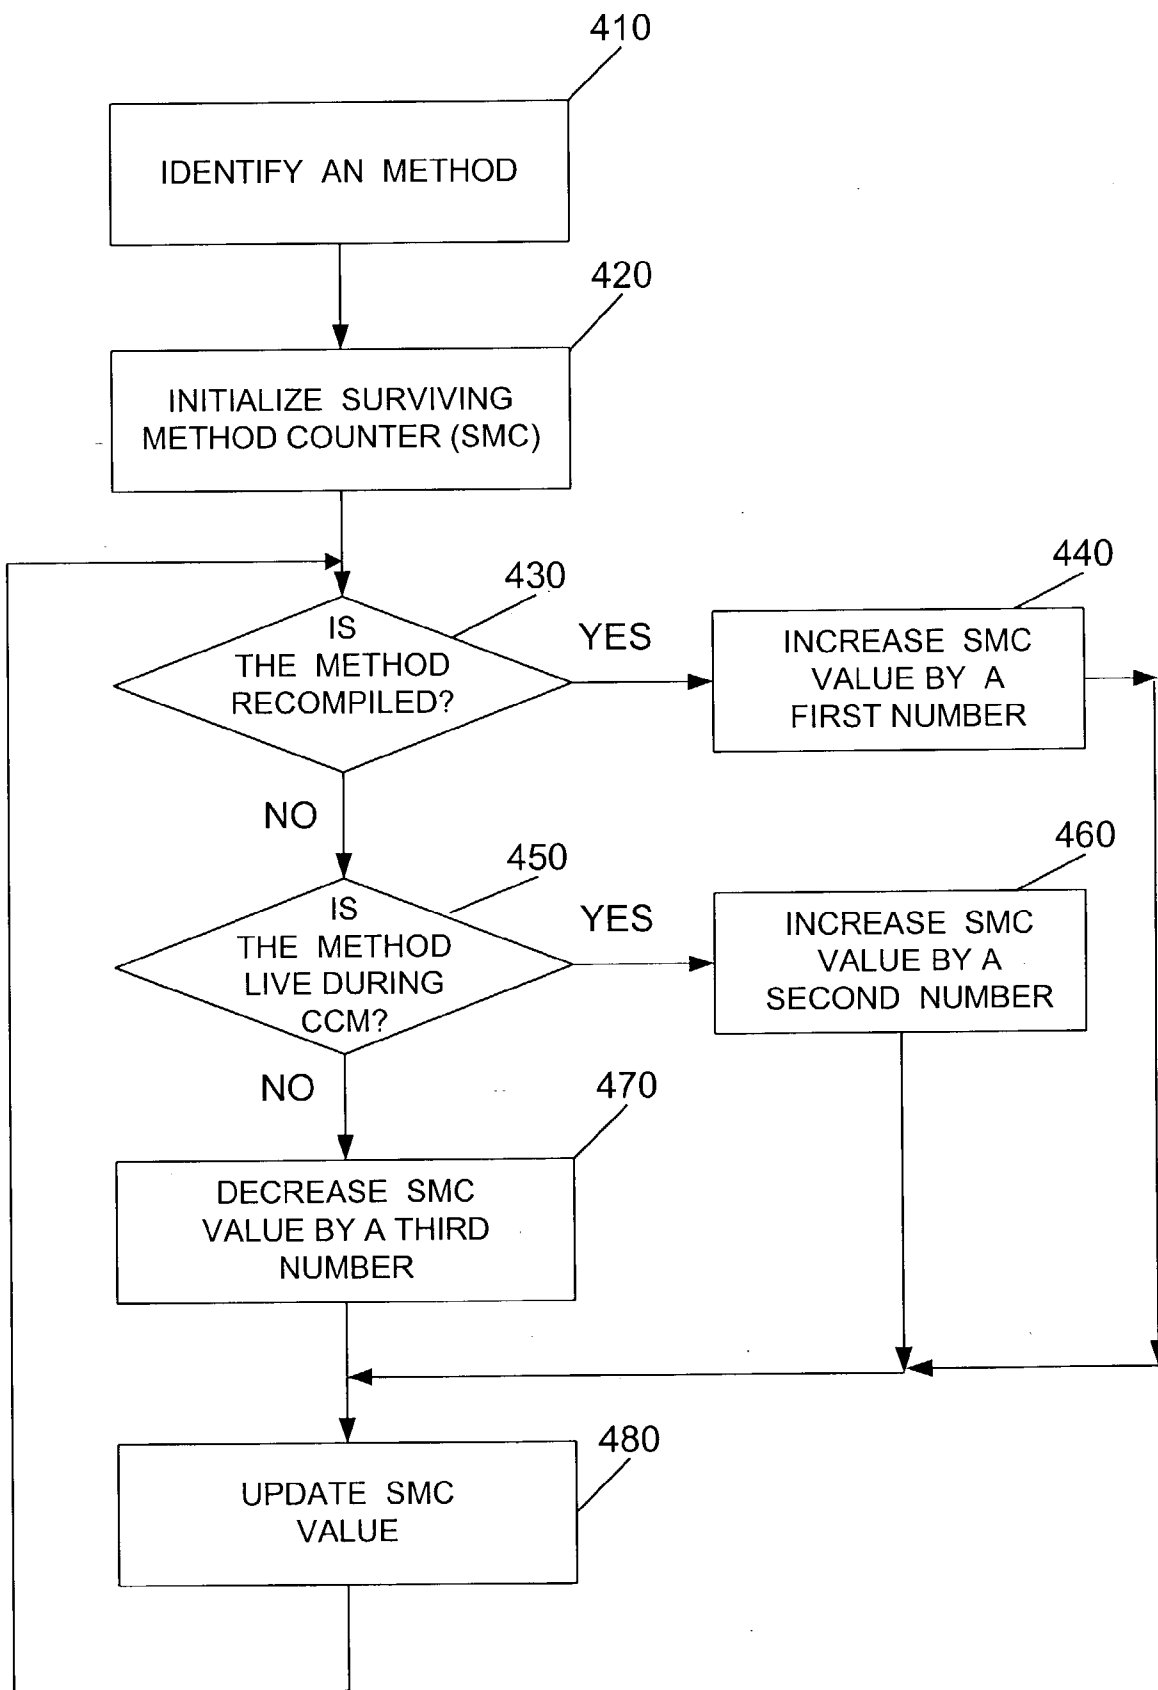 410
IDENTIFY AN METHOD
420
INITIALIZE SURVIVING
METHOD COUNTER (SMC)
430
IS
THE METHOD
RECOMPILED?
YES
440
INCREASE SMC
VALUE BY A
FIRST NUMBER
NO
450
IS
THE METHOD
LIVE DURING
CCM?
YES
460
INCREASE SMC
VALUE BY A
SECOND NUMBER
NO
470
DECREASE SMC
VALUE BY A THIRD
NUMBER
480
UPDATE SMC
VALUE